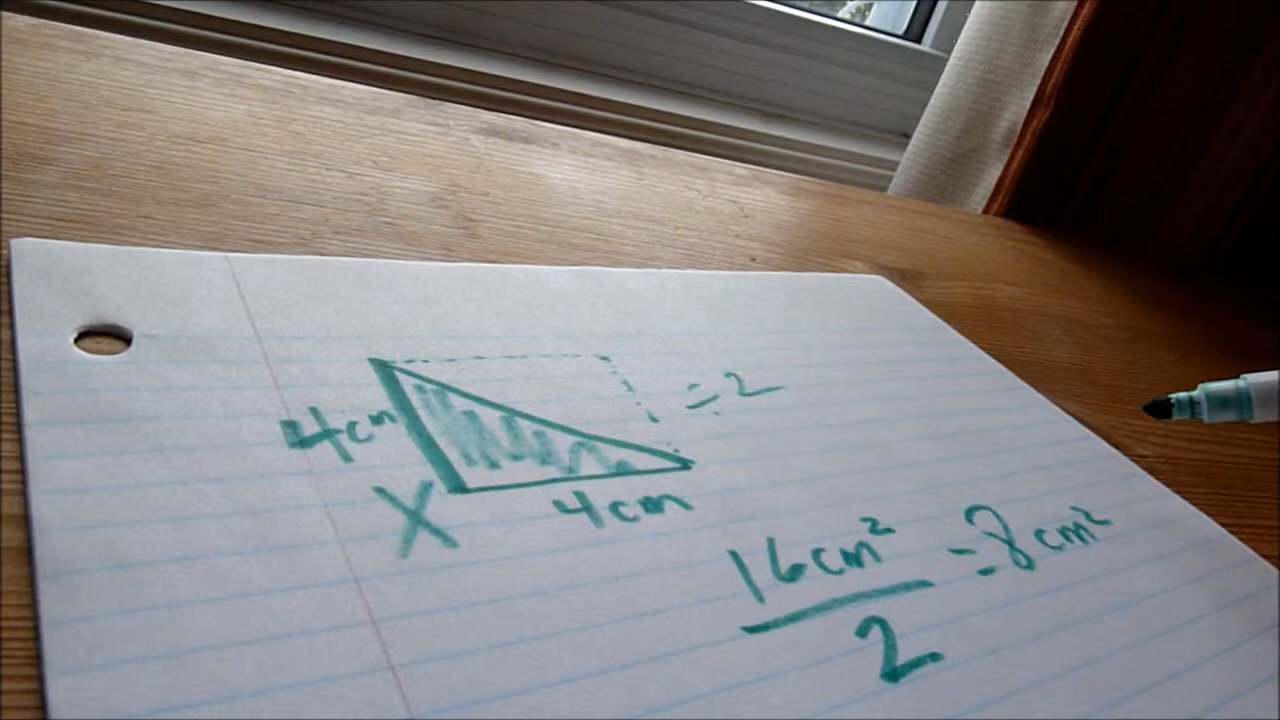 ÷2
4cm
X
4cm
16cm² = 8cm²
2